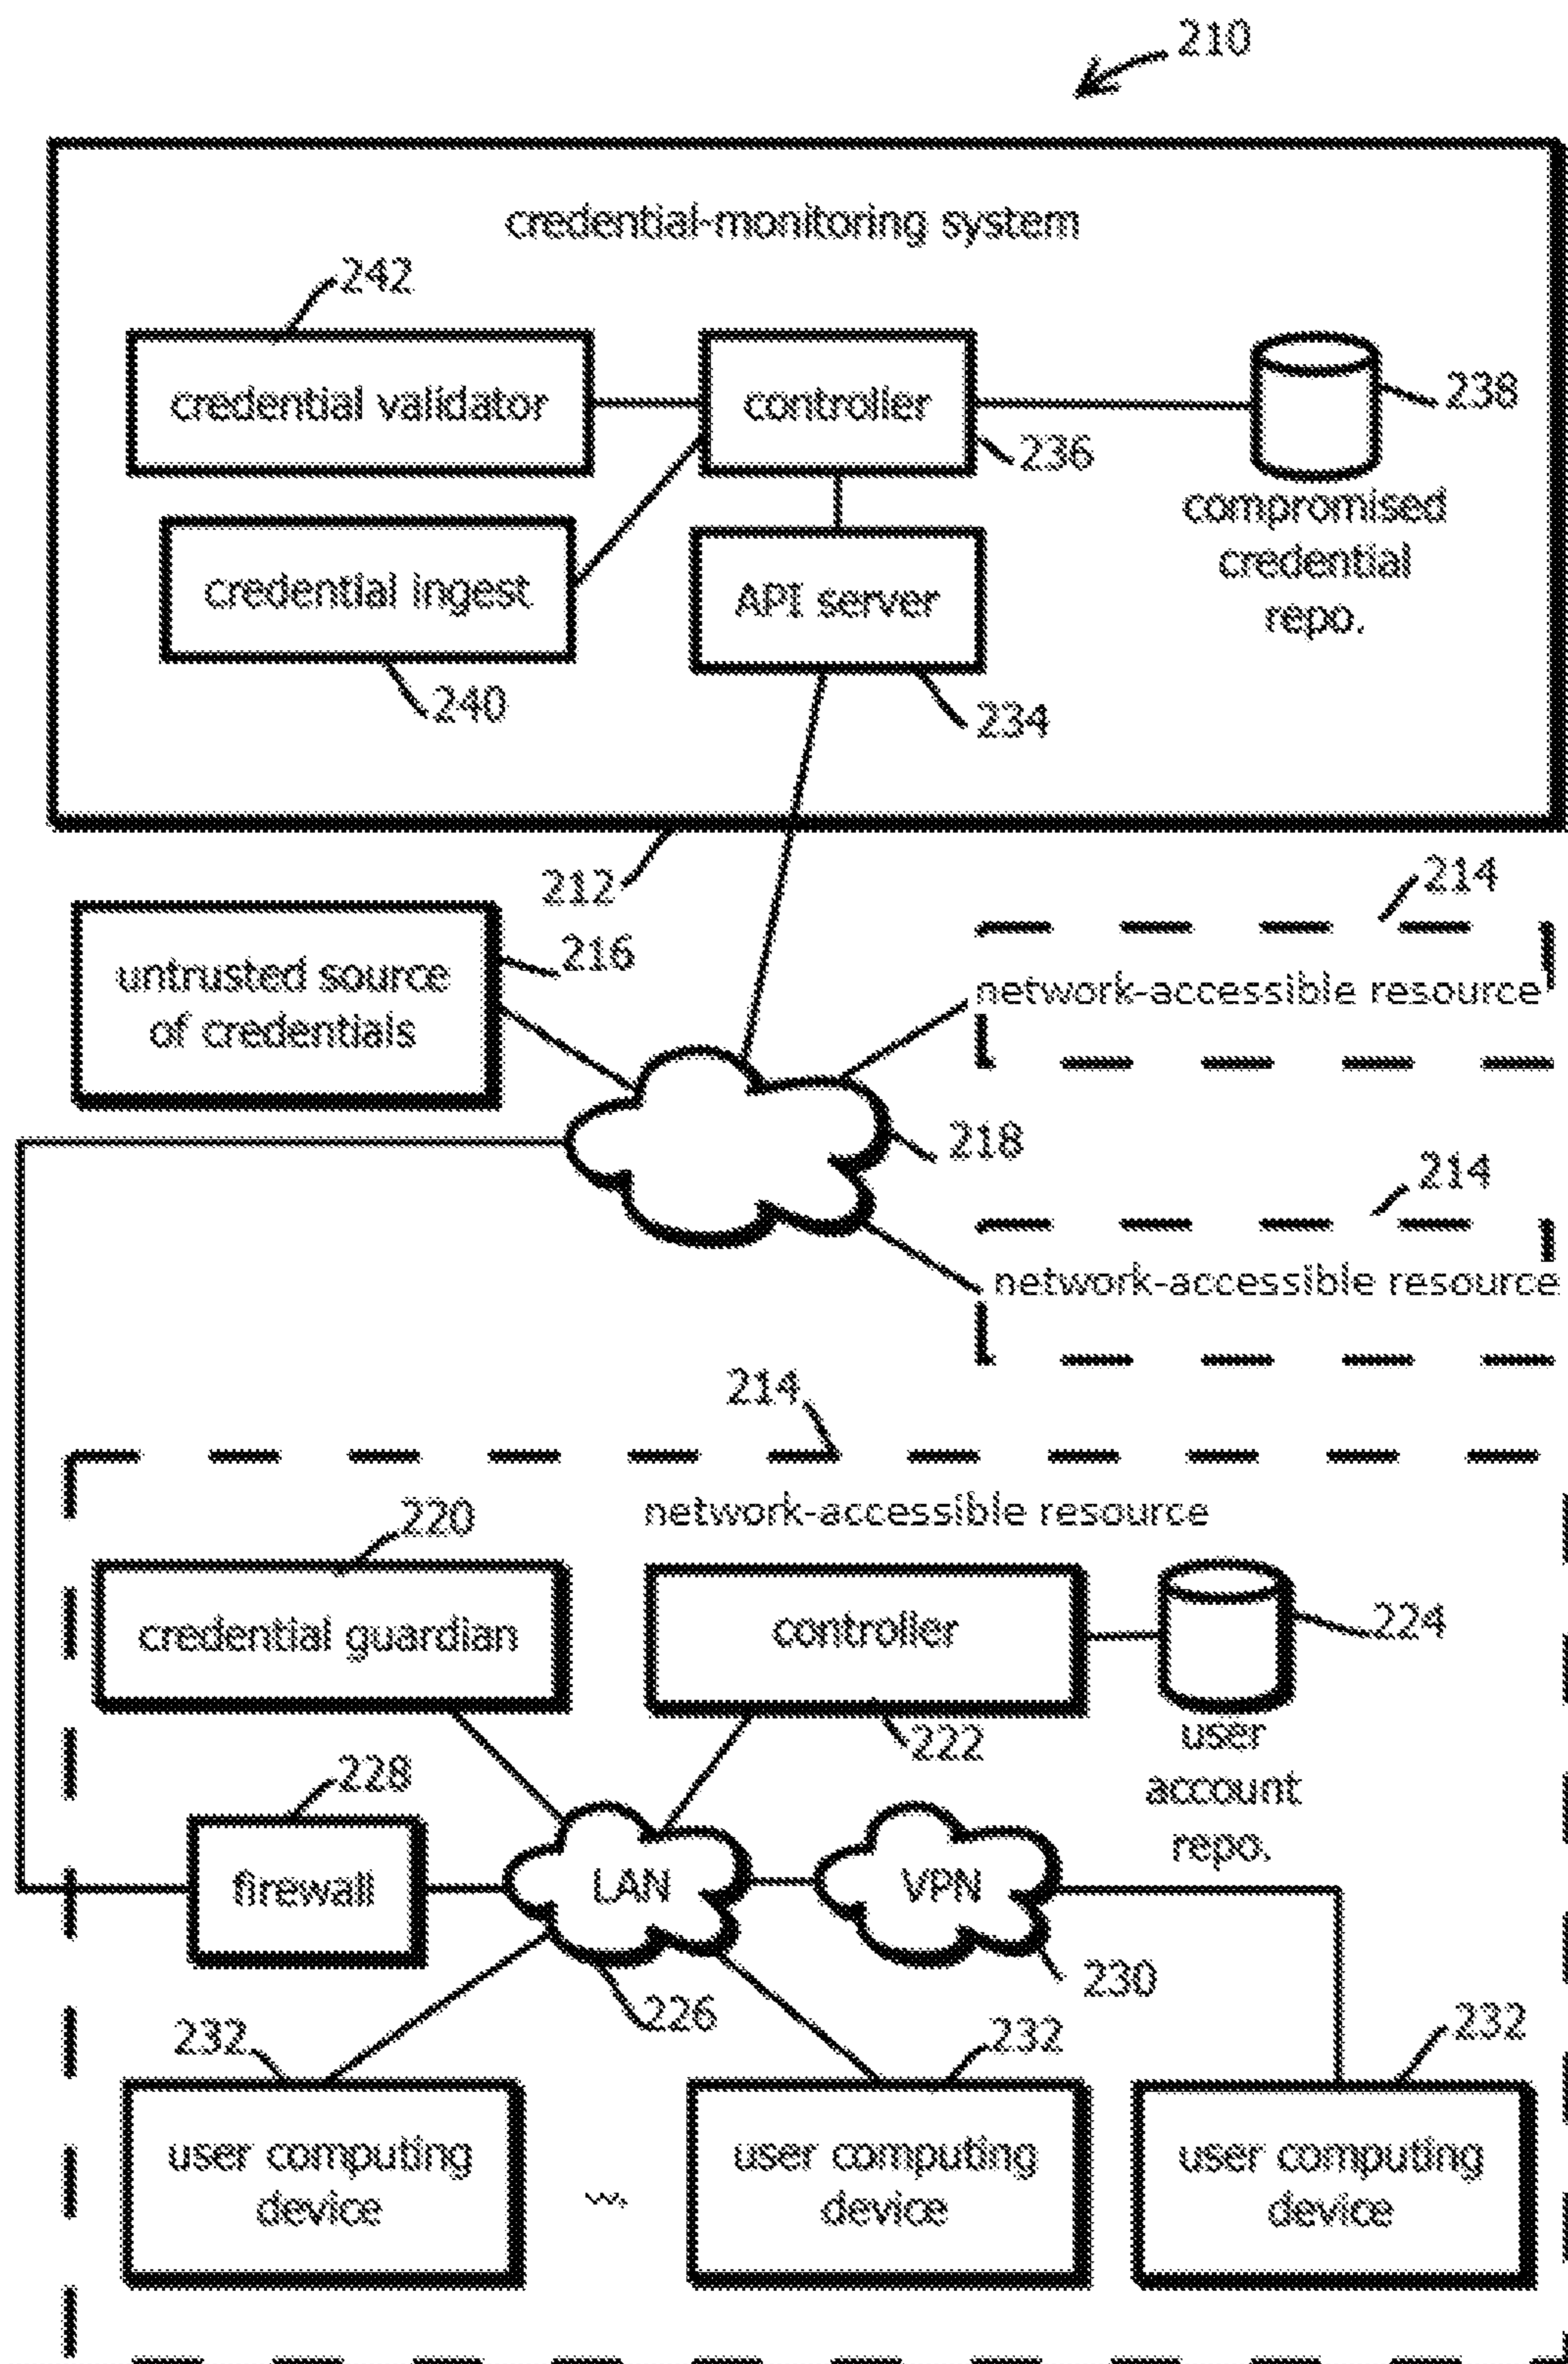 210
credential-monitoring system
242
credential validator
controller
238
236
compromised
credential
repo.
credential ingest
API server
240
234
212
214
216
untrusted source
of credentials
network-accessible resource
218
214
network-accessible resource
214
network-accessible resource
220
credential guardian
controller
224
222
user
account
repo.
228
firewall
LAN
VPN
230
226
232
232
232
user computing
device
...
user computing
device
user computing
device